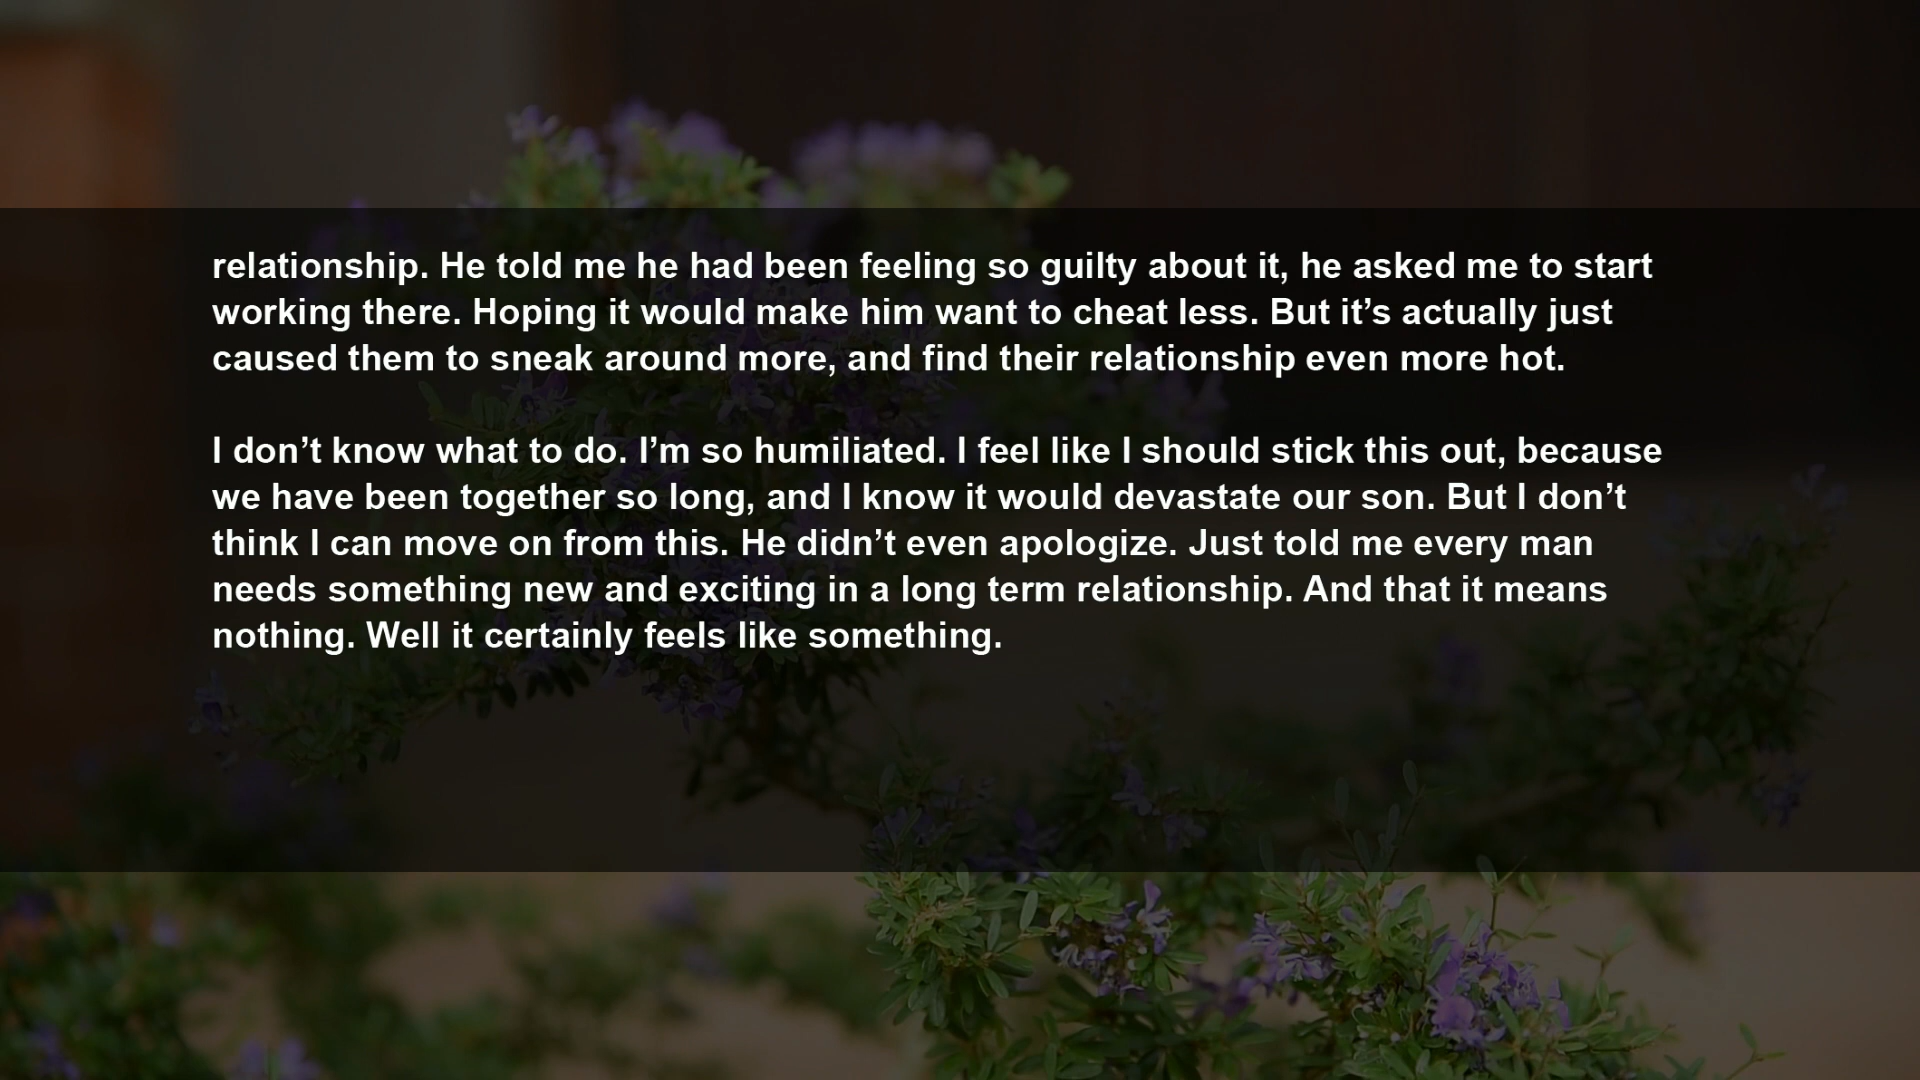 relationship. He told me he had been feeling so guilty about it, he asked me to start
working there. Hoping it would make him want to cheat less. But it’s actually just
caused them to sneak around more, and find their relationship even more hot.
I don’t know what to do. I’m so humiliated. I feel like I should stick this out, because
we have been together so long, and I know it would devastate our son. But I don’t
think I can move on from this. He didn’t even apologize. Just told me every man
needs something new and exciting in a long term relationship. And that it means
nothing. Well it certainly feels like something.